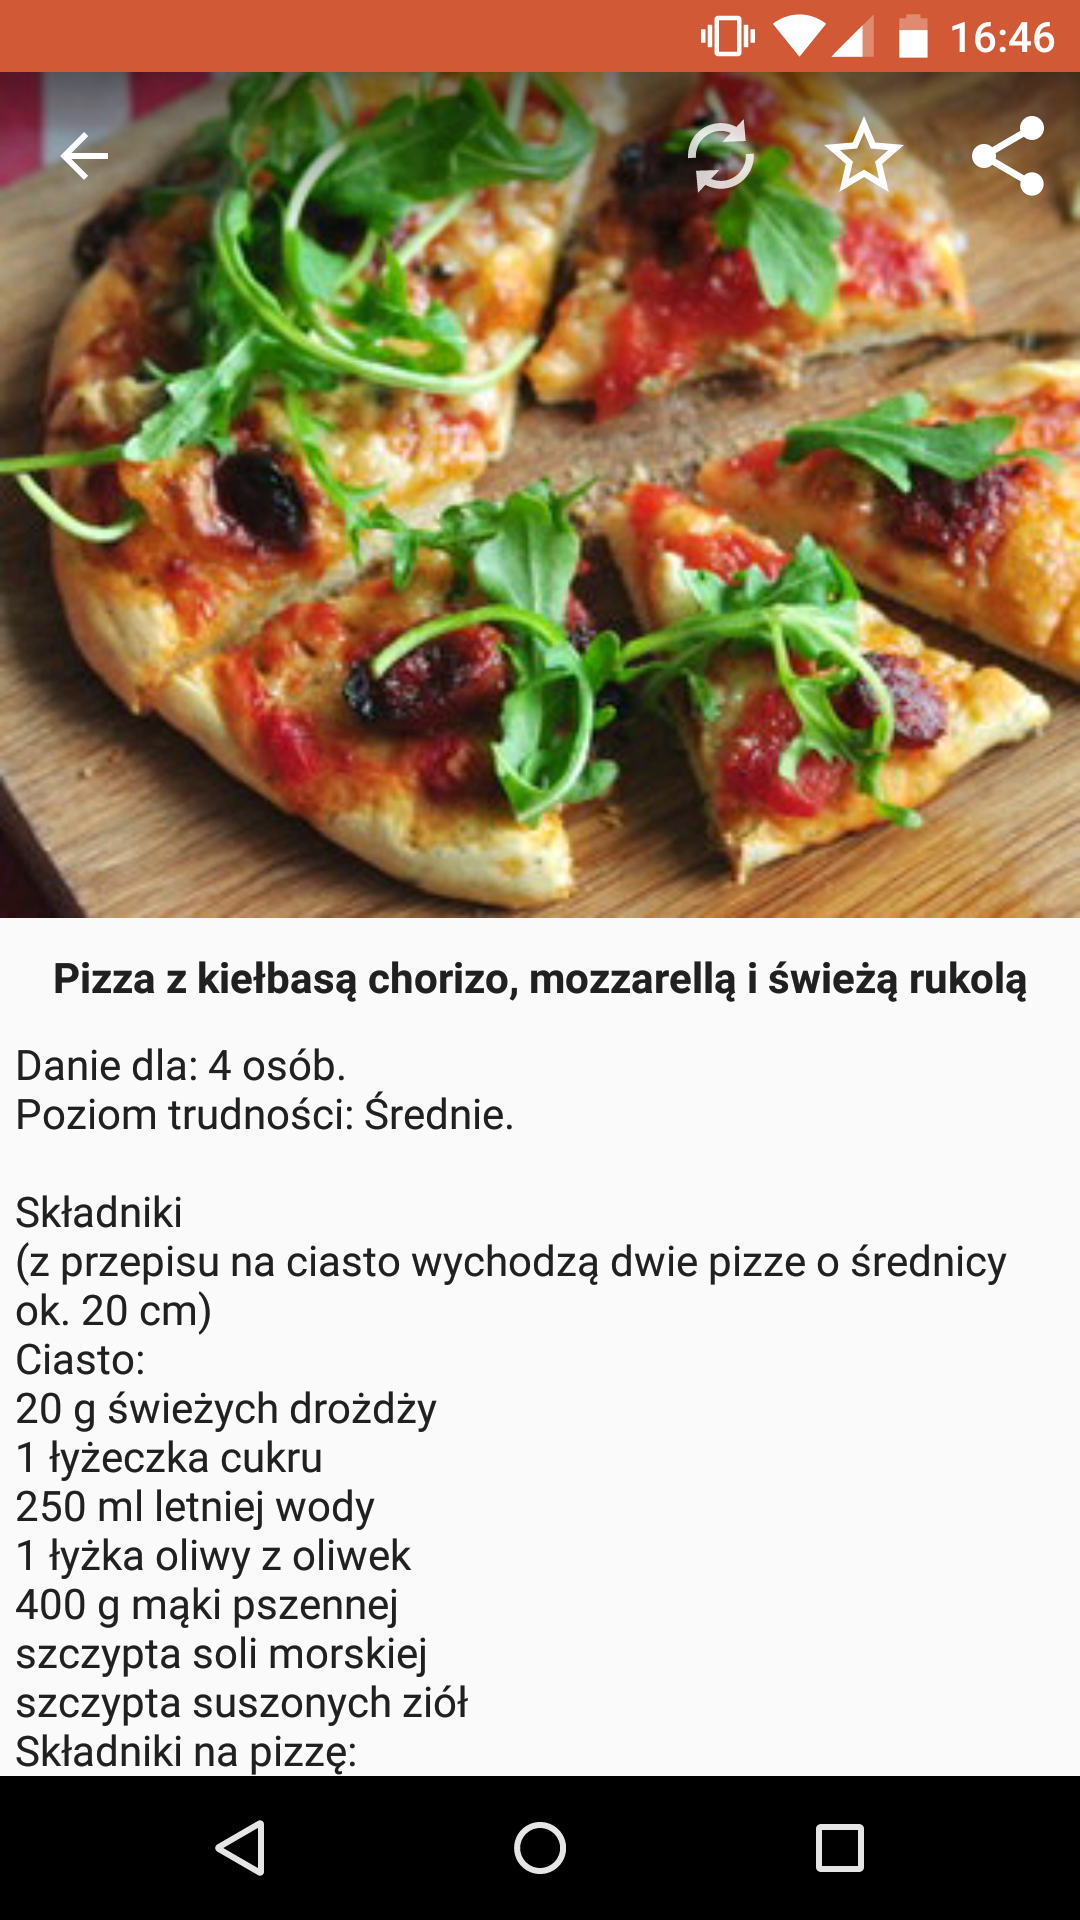 16:46
Pizza z kiełbasą chorizo, mozzarellą i świeżą rukolą
Danie dla: 4 osób.
Poziom trudności: Średnie.
Składniki
(z przepisu na ciasto wychodzą dwie pizze o średnicy
ok. 20 cm)
Ciasto:
20 g świeżych drożdży
1 łyżeczka cukru
250 ml letniej wody
1 łyżka oliwy z oliwek
400 g mąki pszennej
szczypta soli morskiej
szczypta suszonych ziół
Składniki na pizzę: